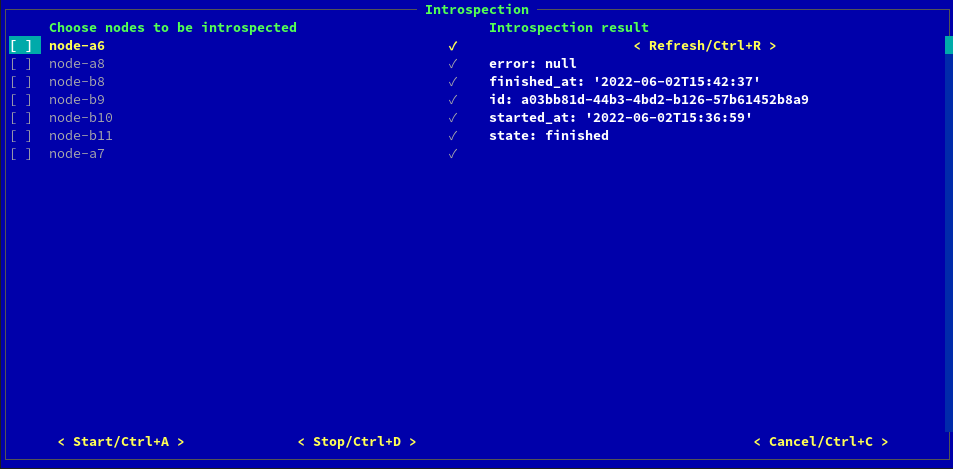 Introspection
Choose nodes to be introspected Introspection result
[ ] node-a6 ✓ < Refresh/Ctrl+R >
[ ] node-a8 ✓ error: null
[ ] node-b8 ✓ finished_at: '2022-06-02T15:42:37'
[ ] node-b9 ✓ id: a03bb81d-44b3-4bd2-b126-57b61452b8a9
[ ] node-b10 ✓ started_at: '2022-06-02T15:36:59'
[ ] node-b11 ✓ state: finished
[ ] node-a7 ✓
< Start/Ctrl+A > < Stop/Ctrl+D > < Cancel/Ctrl+C >